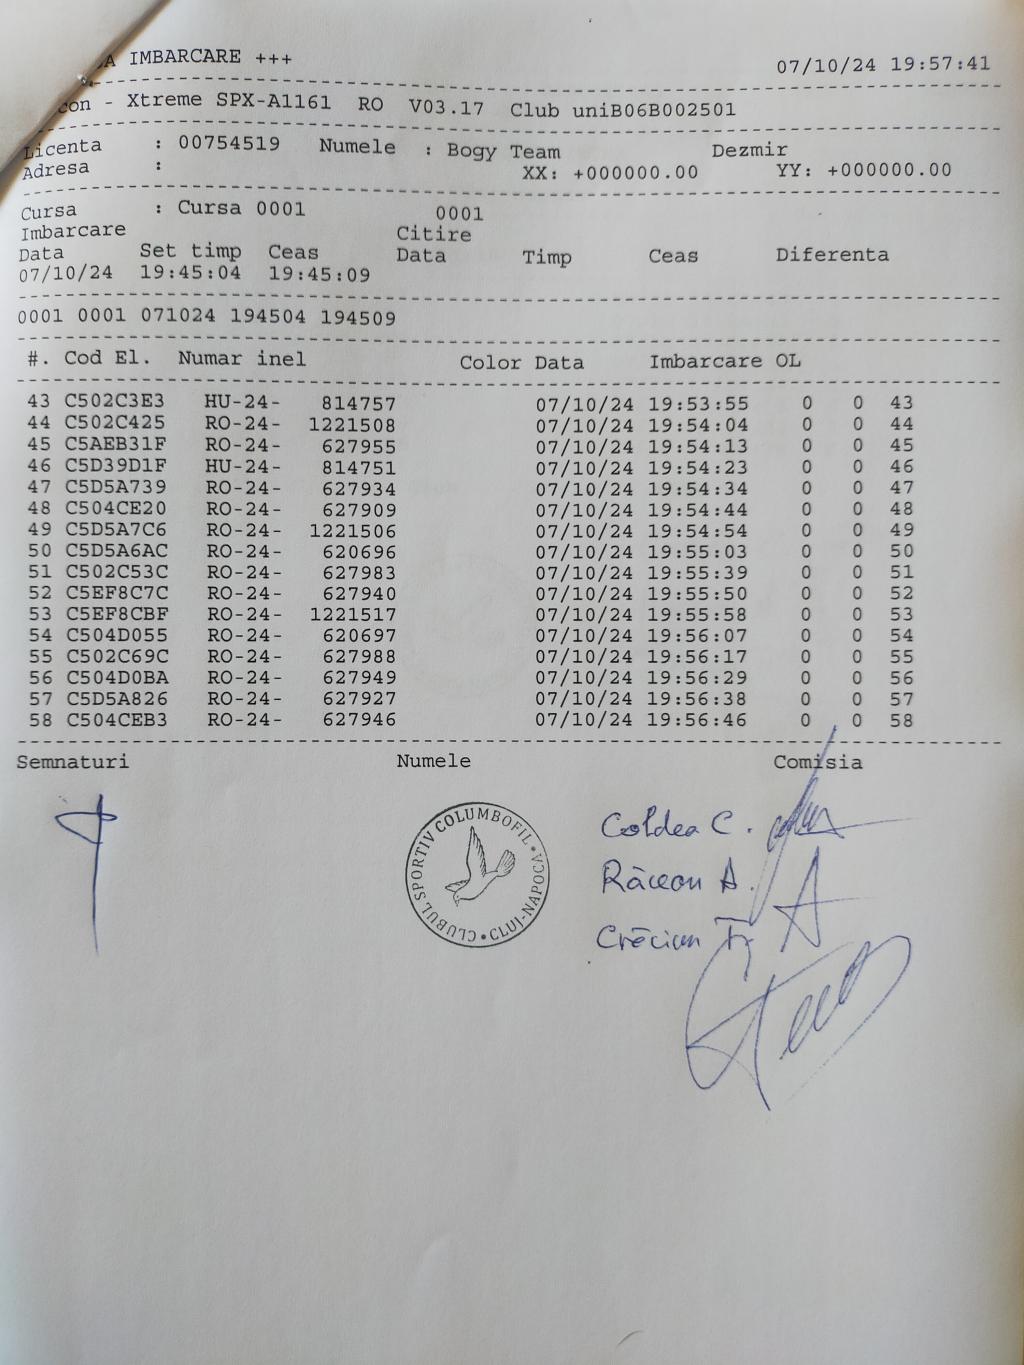 IMBARCARE +++ 07/10/24 19:57:41
con - Xtreme SPX-A1161 RO V03.17 Club uniB06B002501
Licenta : 00754519 Numele : Bogy Team Dezmir
Adresa : XX: +000000.00 YY: +000000.00
Cursa : Cursa 0001 0001
Imbarcare Citire
Data Set timp Ceas Data Timp Ceas Diferenta
07/10/24 19:45:04 19:45:09
0001 0001 071024 194504 194509
#. Cod El. Numar inel Color Data Imbarcare OL
43 C502C3E3 HU-24- 814757 07/10/24 19:53:55 0 0 43
44 C502C425 RO-24- 1221508 07/10/24 19:54:04 0 0 44
45 C5AEB31F RO-24- 627955 07/10/24 19:54:13 0 0 45
46 C5D39D1F HU-24- 814751 07/10/24 19:54:23 0 0 46
47 C5D5A739 RO-24- 627934 07/10/24 19:54:34 0 0 47
48 C504CE20 RO-24- 627909 07/10/24 19:54:44 0 0 48
49 C5D5A7C6 RO-24- 1221506 07/10/24 19:54:54 0 0 49
50 C5D5A6AC RO-24- 620696 07/10/24 19:55:03 0 0 50
51 C502C53C RO-24- 627983 07/10/24 19:55:39 0 0 51
52 C5EF8C7C RO-24- 627940 07/10/24 19:55:50 0 0 52
53 C5EF8CBF RO-24- 1221517 07/10/24 19:55:58 0 0 53
54 C504D055 RO-24- 620697 07/10/24 19:56:07 0 0 54
55 C502C69C RO-24- 627988 07/10/24 19:56:17 0 0 55
56 C504D0BA RO-24- 627949 07/10/24 19:56:29 0 0 56
57 C5D5A826 RO-24- 627927 07/10/24 19:56:38 0 0 57
58 C504CEB3 RO-24- 627946 07/10/24 19:56:46 0 0 58
Semnaturi Numele Comisia
CLUBUL SPORTIV COLUMBOFIL • CLUJ-NAPOCA •
Coldea C.
Răcean A.
Crăciun